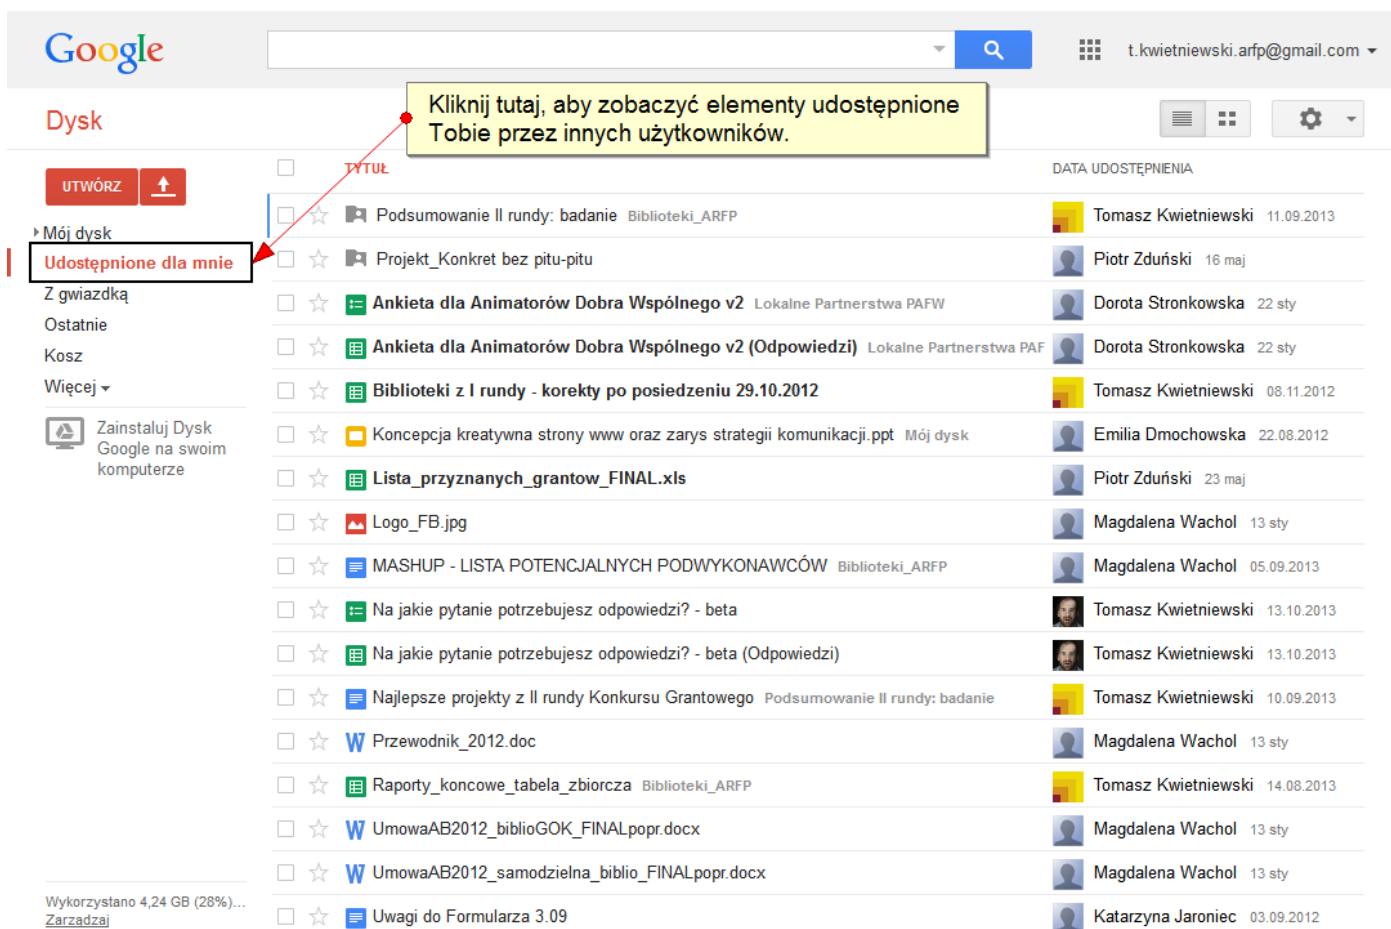 Google
t.kwietniewski.arfp@gmail.com
Kliknij tutaj, aby zobaczyć elementy udostępnione
Tobie przez innych użytkowników.
Dysk
TYTUŁ
DATA UDOSTĘPNIENIA
UTWÓRZ
Mój dysk
Udostępnione dla mnie
Z gwiazdką
Ostatnie
Kosz
Więcej
Zainstaluj Dysk
Google na swoim
komputerze
Podsumowanie II rundy: badanie Biblioteki_ARFP Tomasz Kwietniewski 11.09.2013
Projekt_Konkret bez pitu-pitu Piotr Zduński 16 maj
Ankieta dla Animatorów Dobra Wspólnego v2 Lokalne Partnerstwa PAFW Dorota Stronkowska 22 sty
Ankieta dla Animatorów Dobra Wspólnego v2 (Odpowiedzi) Lokalne Partnerstwa PAF Dorota Stronkowska 22 sty
Biblioteki z I rundy - korekty po posiedzeniu 29.10.2012 Tomasz Kwietniewski 08.11.2012
Koncepcja kreatywna strony www oraz zarys strategii komunikacji.ppt Mój dysk Emilia Dmochowska 22.08.2012
Lista_przyznanych_grantow_FINAL.xls Piotr Zduński 23 maj
Logo_FB.jpg Magdalena Wachol 13 sty
MASHUP - LISTA POTENCJALNYCH PODWYKONAWCÓW Biblioteki_ARFP Magdalena Wachol 05.09.2013
Na jakie pytanie potrzebujesz odpowiedzi? - beta Tomasz Kwietniewski 13.10.2013
Na jakie pytanie potrzebujesz odpowiedzi? - beta (Odpowiedzi) Tomasz Kwietniewski 13.10.2013
Najlepsze projekty z II rundy Konkursu Grantowego Podsumowanie II rundy: badanie Tomasz Kwietniewski 10.09.2013
W Przewodnik_2012.doc Magdalena Wachol 13 sty
Raporty_koncowe_tabela_zbiorcza Biblioteki_ARFP Tomasz Kwietniewski 14.08.2013
W UmowaAB2012_biblioGOK_FINALpopr.docx Magdalena Wachol 13 sty
W UmowaAB2012_samodzielna_biblio_FINALpopr.docx Magdalena Wachol 13 sty
Uwagi do Formularza 3.09 Katarzyna Jaroniec 03.09.2012
Wykorzystano 4,24 GB (28%)...
Zarządzaj